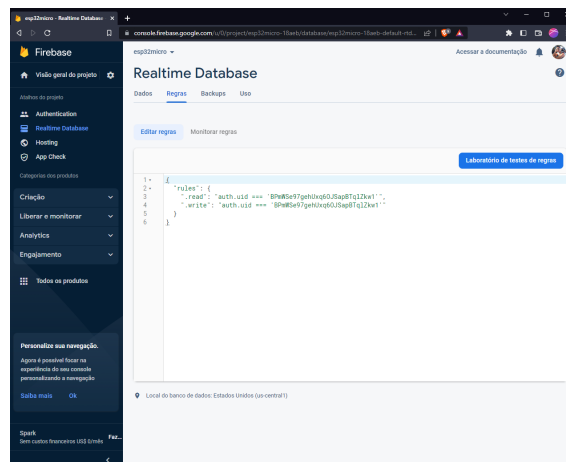 esp32micro - Realtime Database
console.firebase.google.com/u/0/project/esp32micro-18aeb/database/esp32micro-18aeb-default-rtd...
Firebase
Visão geral do projeto
Atalhos do projeto
Authentication
Realtime Database
Hosting
App Check
Categorias dos produtos
Criação
Liberar e monitorar
Analytics
Engajamento
Todos os produtos
Personalize sua navegação.
Agora é possível focar na
experiência do seu console
personalizando a navegação
Saiba mais Ok
Spark
Sem custos financeiros US$ 0/mês
Faz...
esp32micro
Acessar a documentação
Realtime Database
Dados Regras Backups Uso
Editar regras Monitorar regras
Laboratório de testes de regras
1 {
2 "rules": {
3 ".read": "auth.uid === 'BPmWSe97gehUxq6OJSapBTqlZkw1'",
4 ".write": "auth.uid === 'BPmWSe97gehUxq6OJSapBTqlZkw1'"
5 }
6 }
Local do banco de dados: Estados Unidos (us-central1)